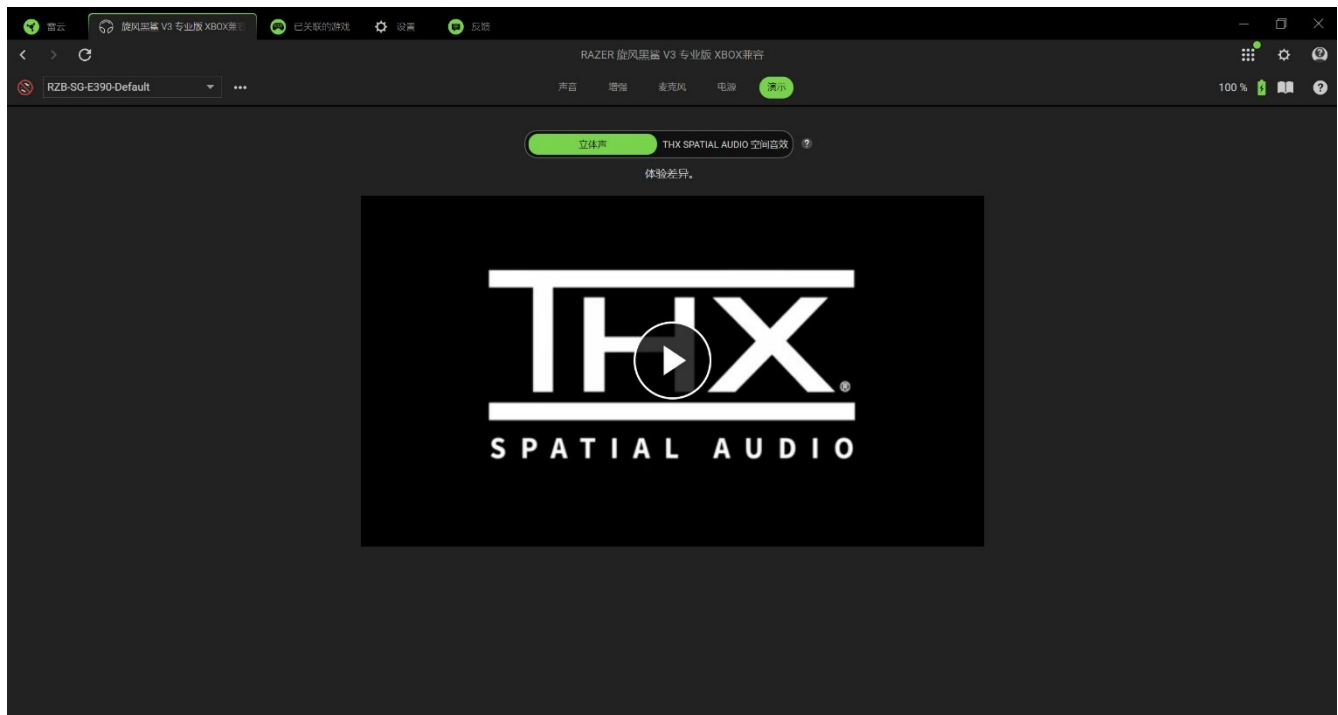 雷云 旋风黑鲨 V3 专业版 XBOX兼容 已关联的游戏 设置 反馈
RAZER 旋风黑鲨 V3 专业版 XBOX兼容
RZB-SG-E390-Default 声音 增强 麦克风 电源 演示 100 %
立体声 THX SPATIAL AUDIO 空间音效
体验差异。
THX®
SPATIAL AUDIO